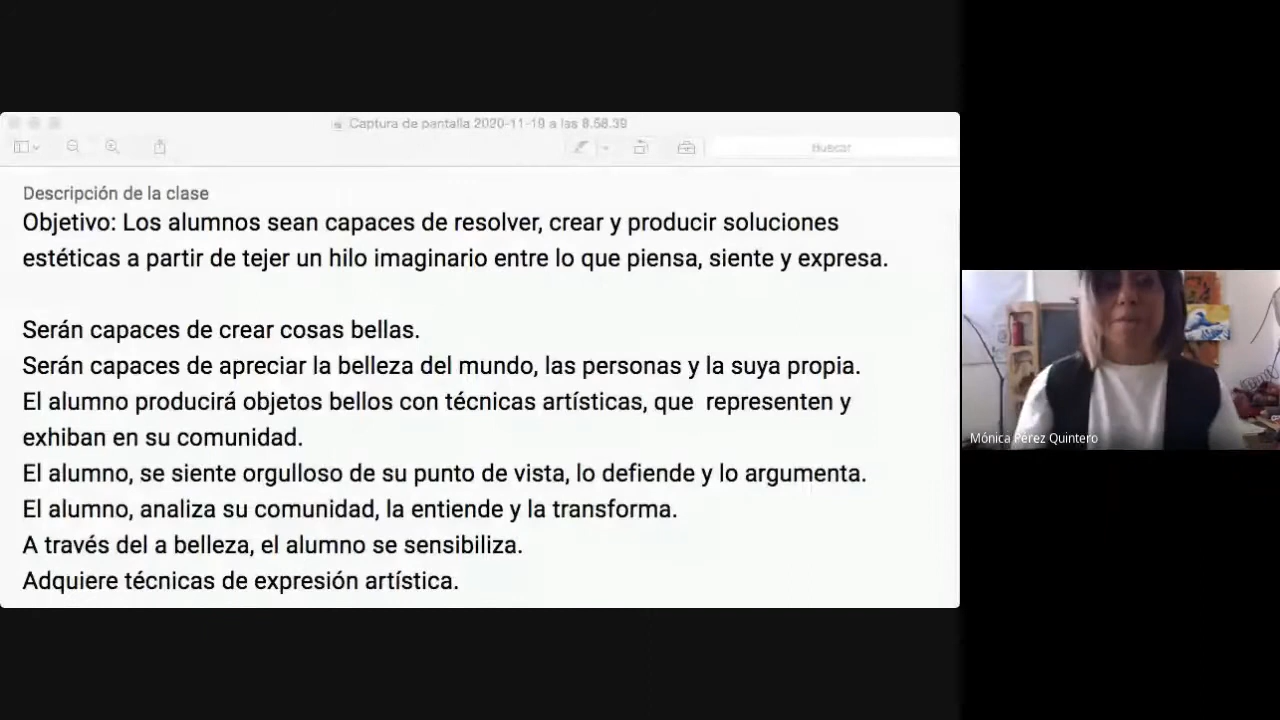 Captura de pantalla 2020-11-19 a las 8.58.39
Buscar
Descripción de la clase
Objetivo: Los alumnos sean capaces de resolver, crear y producir soluciones
estéticas a partir de tejer un hilo imaginario entre lo que piensa, siente y expresa.
Serán capaces de crear cosas bellas.
Serán capaces de apreciar la belleza del mundo, las personas y la suya propia.
El alumno producirá objetos bellos con técnicas artísticas, que  representen y
exhiban en su comunidad.
El alumno, se siente orgulloso de su punto de vista, lo defiende y lo argumenta.
El alumno, analiza su comunidad, la entiende y la transforma.
A través del a belleza, el alumno se sensibiliza.
Adquiere técnicas de expresión artística.
Mónica Pérez Quintero